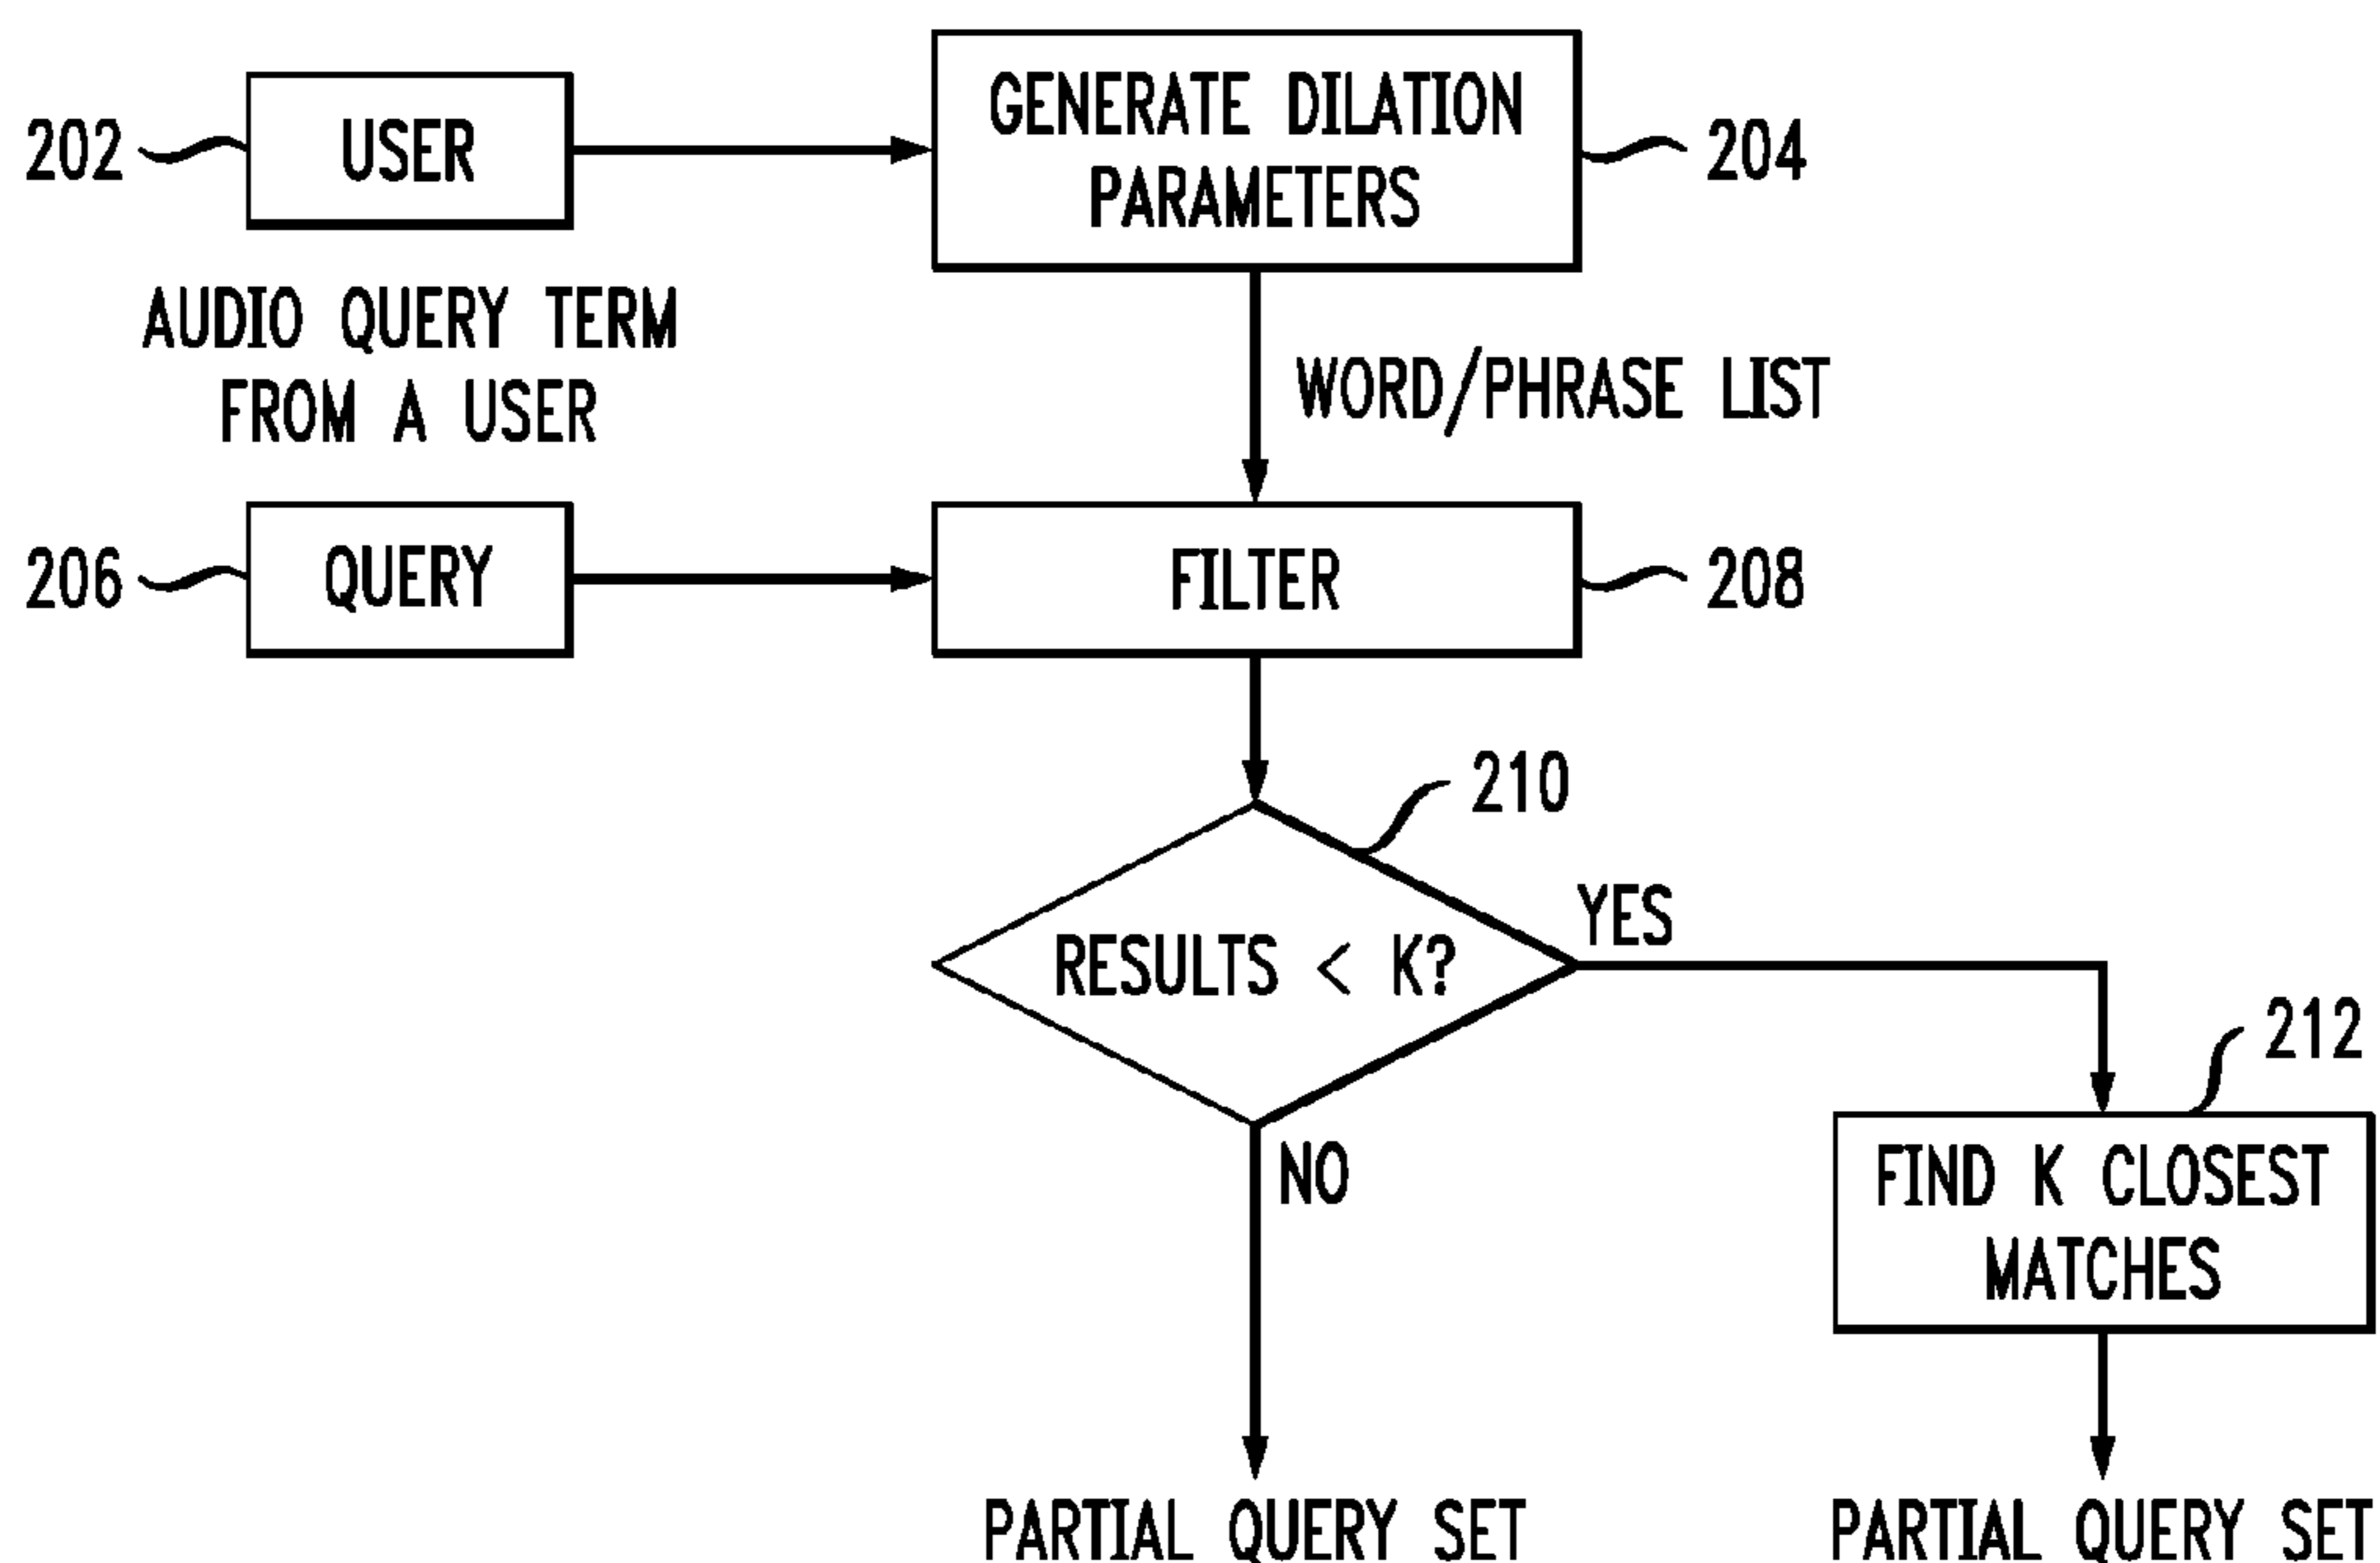 202
USER
GENERATE DILATION
PARAMETERS
204
AUDIO QUERY TERM
FROM A USER
WORD/PHRASE LIST
206
QUERY
FILTER
208
210
RESULTS < K?
YES
212
NO
FIND K CLOSEST
MATCHES
PARTIAL QUERY SET
PARTIAL QUERY SET